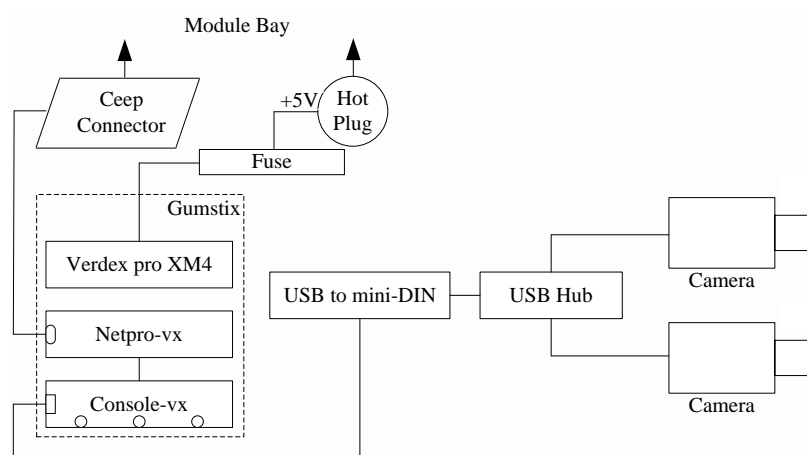 Module Bay
Ceep
Connector
+5V
Hot
Plug
Fuse
Gumstix
Verdex pro XM4
USB to mini-DIN
USB Hub
Camera
Netpro-vx
Console-vx
Camera